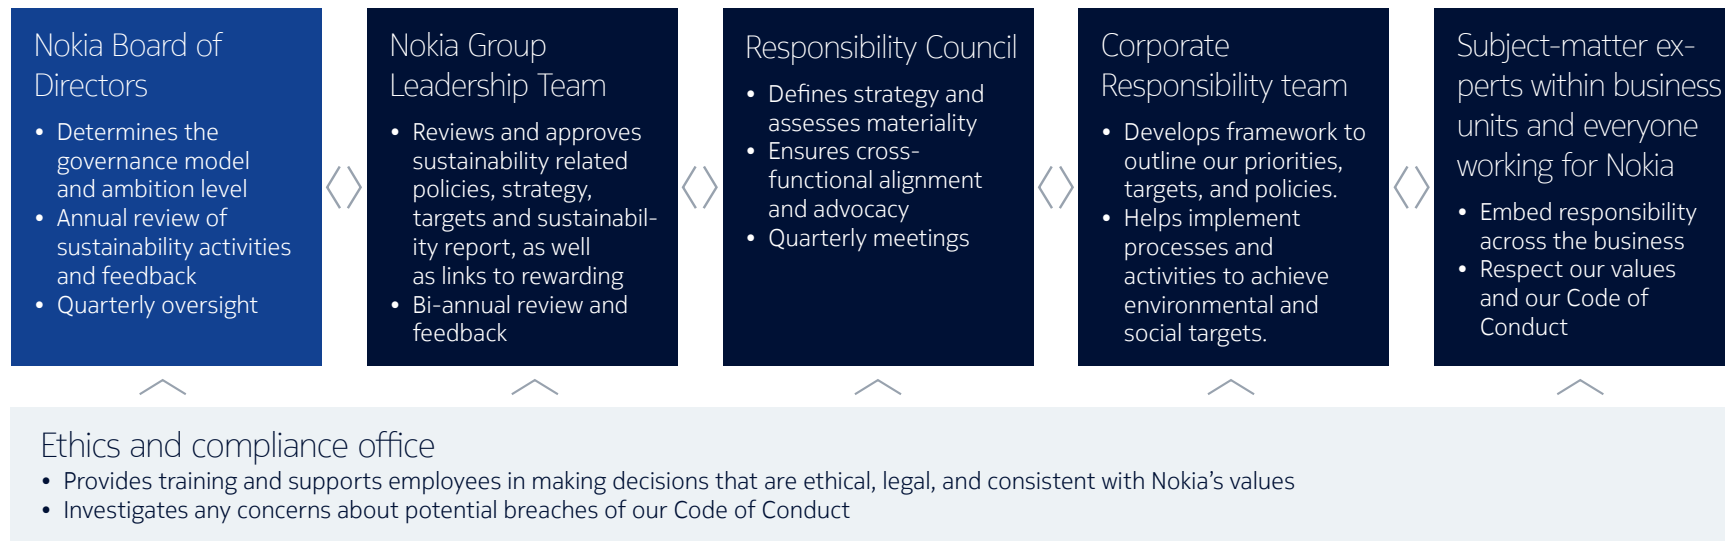 Nokia Board of
Directors
• Determines the
governance model
and ambition level
• Annual review of
sustainability activities
and feedback
• Quarterly oversight
Nokia Group
Leadership Team
• Reviews and approves
sustainability related
policies, strategy,
targets and sustainabil-
ity report, as well
as links to rewarding
• Bi-annual review and
feedback
Responsibility Council
• Defines strategy and
assesses materiality
• Ensures cross-
functional alignment
and advocacy
• Quarterly meetings
Corporate
Responsibility team
• Develops framework to
outline our priorities,
targets, and policies.
• Helps implement
processes and
activities to achieve
environmental and
social targets.
Subject-matter ex-
perts within business
units and everyone
working for Nokia
• Embed responsibility
across the business
• Respect our values
and our Code of
Conduct
Ethics and compliance office
• Provides training and supports employees in making decisions that are ethical, legal, and consistent with Nokia’s values
• Investigates any concerns about potential breaches of our Code of Conduct